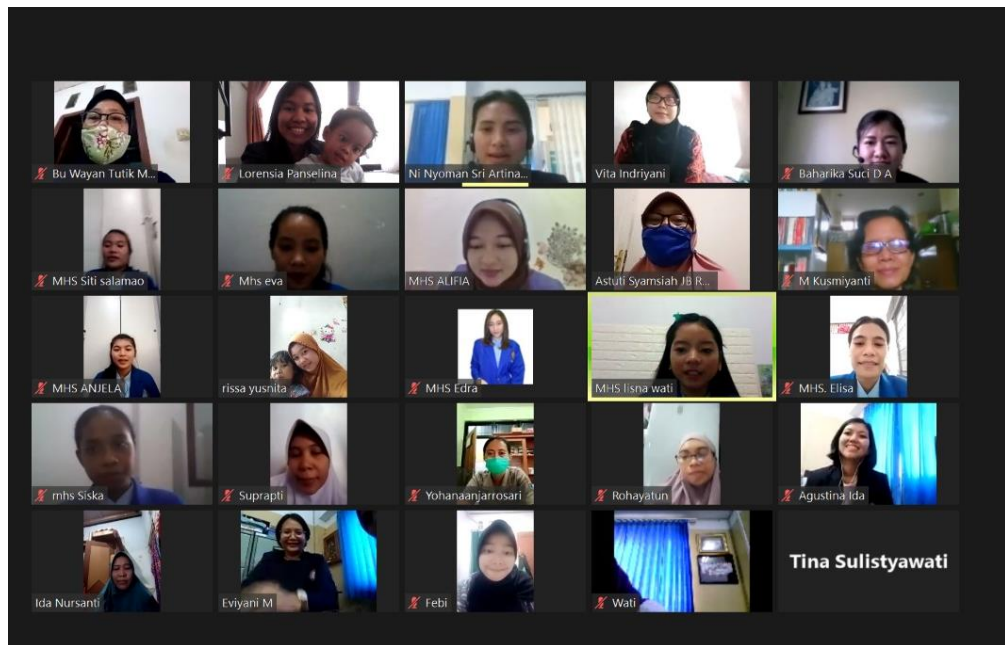 Bu Wayan Tutik M...
Lorensia Panselina
Ni Nyoman Sri Artina...
Vita Indriyani
Baharika Suci D A
MHS Siti salamao
Mhs eva
MHS ALIFIA
Astuti Syamsiah JB R...
M Kusmiyanti
MHS ANJELA
rissa yusnita
MHS Edra
MHS lisna wati
MHS. Elisa
mhs Siska
Suprapti
Yohanaanjarrosari
Rohayatun
Agustina Ida
Ida Nursanti
Eviyani M
Febi
Wati
Tina Sulistyawati